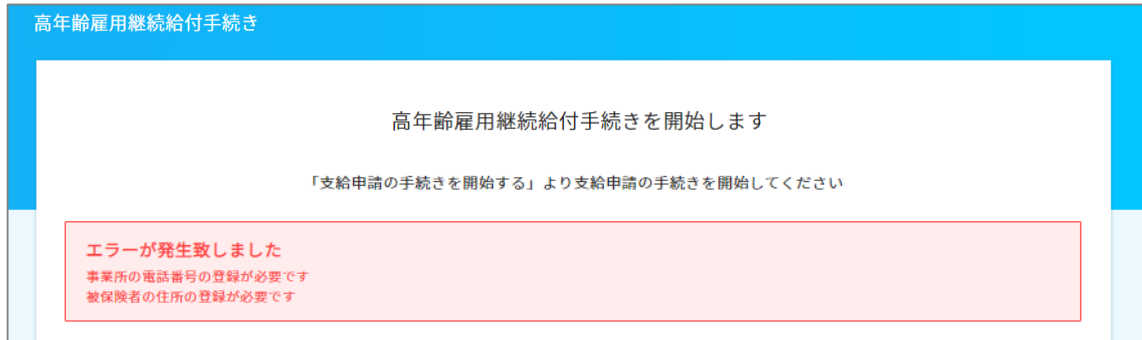 高年齢雇用継続給付手続き
高年齢雇用継続給付手続きを開始します
「支給申請の手続きを開始する」より支給申請の手続きを開始してください
エラーが発生致しました
事業所の電話番号の登録が必要です
被保険者の住所の登録が必要です